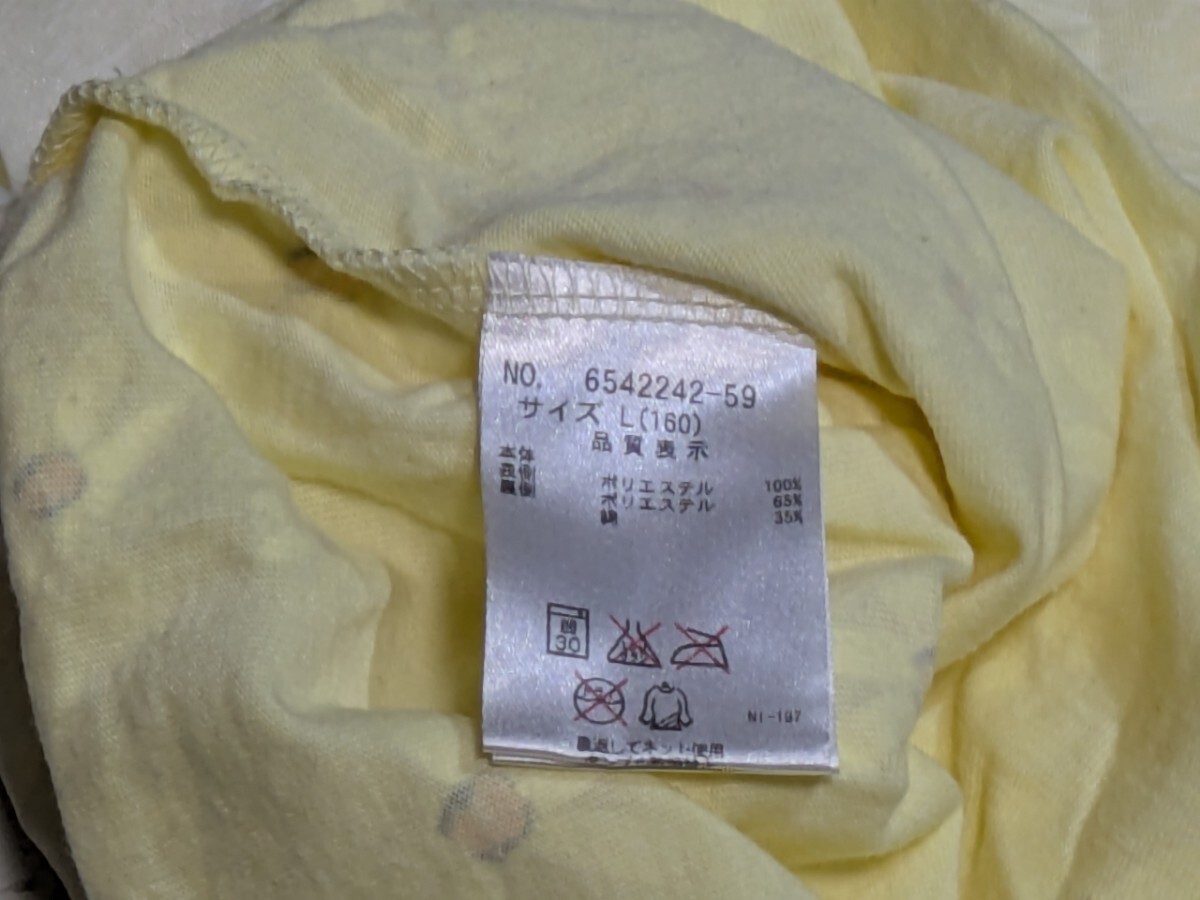 NO. 6542242-59
サイズ L(160)
品質表示
本体
表側 ポリエステル 100%
裏側 ポリエステル 65%
綿 35%
30
NI-197
裏返してネット使用